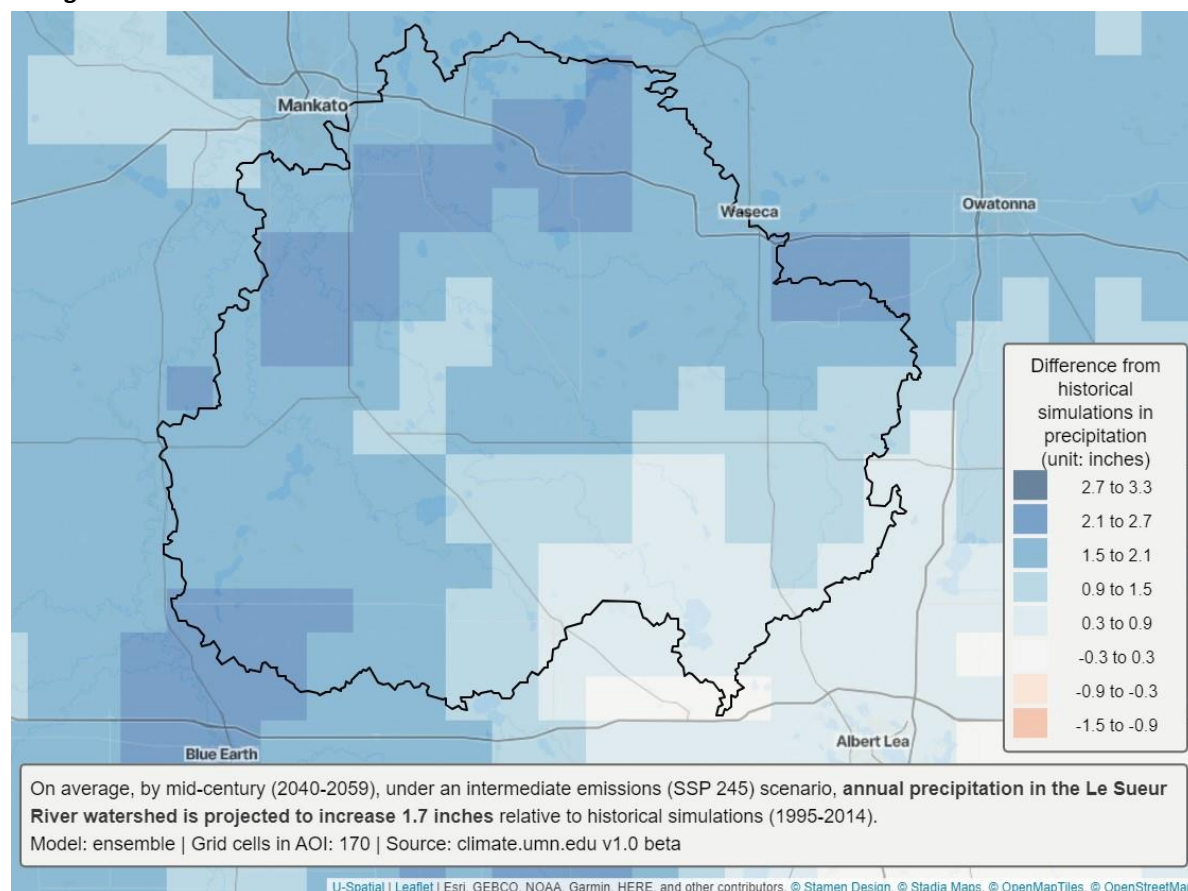 Mankato
Waseca
Owatonna
Difference from
historical
simulations in
precipitation
(unit: inches)
2.7 to 3.3
2.1 to 2.7
1.5 to 2.1
0.9 to 1.5
0.3 to 0.9
-0.3 to 0.3
-0.9 to -0.3
-1.5 to -0.9
Albert Lea
Blue Earth
On average, by mid-century (2040-2059), under an intermediate emissions (SSP 245) scenario, annual precipitation in the Le Sueur
River watershed is projected to increase 1.7 inches relative to historical simulations (1995-2014).
Model: ensemble | Grid cells in AOI: 170 | Source: climate.umn.edu v1.0 beta
U-Spatial | Leaflet | Esri, GEBCO, NOAA, Garmin, HERE, and other contributors, © Stamen Design, © Stadia Maps, © OpenMapTiles, © OpenStreetMa